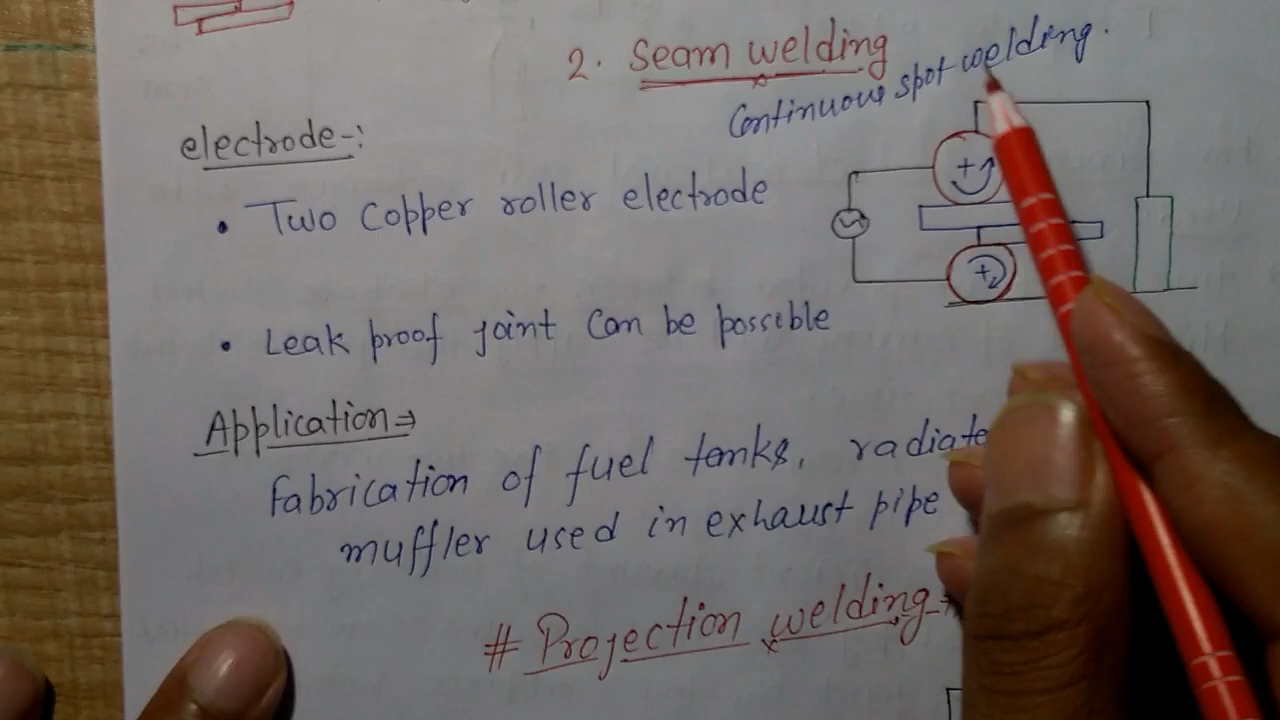 2. Seam welding
Continuous spot welding.
electrode-:
• Two Copper roller electrode
• Leak proof joint Can be possible
Application⇒
fabrication of fuel tanks, radiato
muffler used in exhaust pipe
# Projection welding